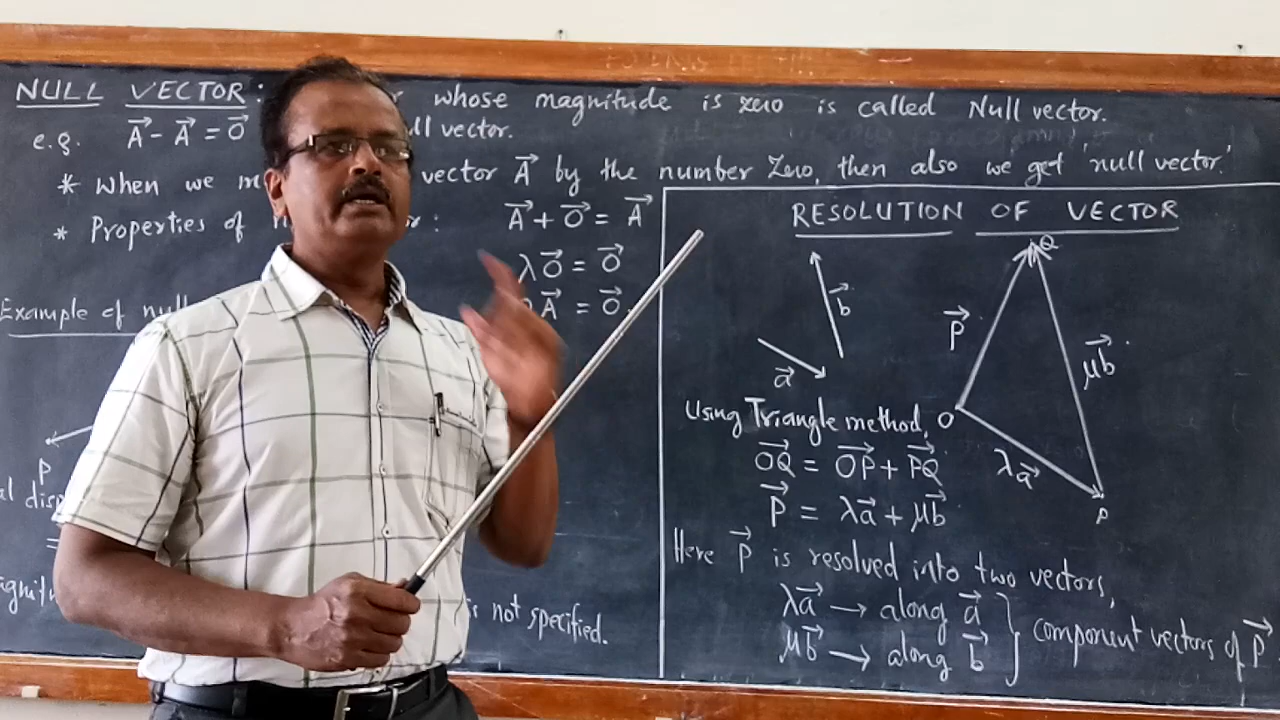 NULL VECTOR : whose magnitude is zero is called Null vector.
e.g. A⃗ - A⃗ = O⃗ vector.
* When we vector A⃗ by the number Zero, then also we get 'null vector.'
* Properties of : A⃗ + O⃗ = A⃗
λO⃗ = O⃗
A⃗ = O⃗
Example of
P
=
is not specified.
RESOLUTION OF VECTOR
a⃗
b⃗
P⃗
Q
μb⃗
O
λa⃗
P
Using Triangle method,
OQ⃗ = OP⃗ + PQ⃗
P⃗ = λa⃗ + μb⃗
Here P⃗ is resolved into two vectors,
λa⃗ → along a⃗
μb⃗ → along b⃗
} component vectors of P⃗